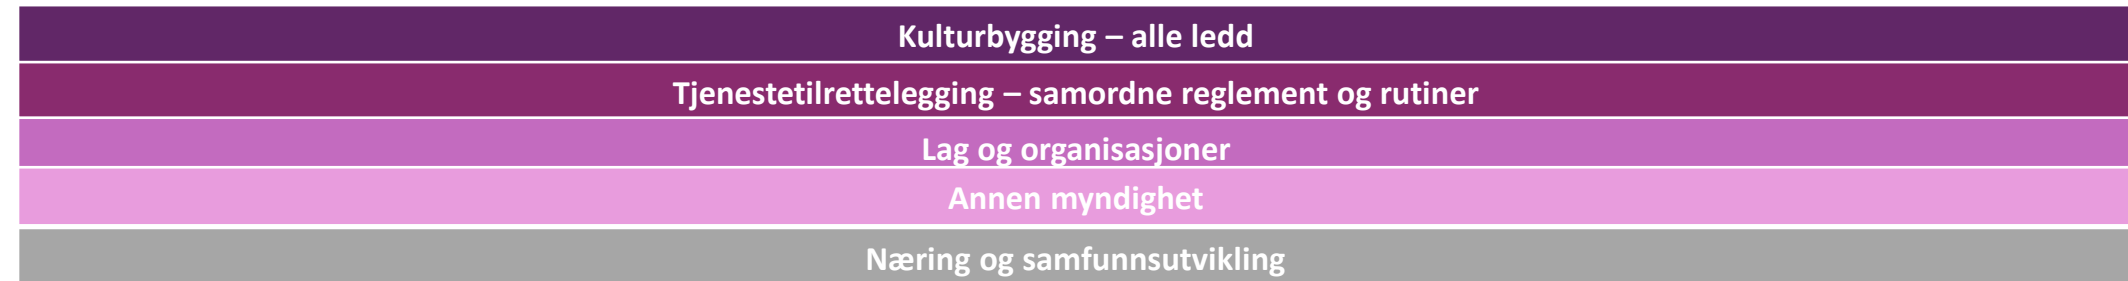 Kulturbygging – alle ledd
Tjenestetilrettelegging – samordne reglement og rutiner
Lag og organisasjoner
Annen myndighet
Næring og samfunnsutvikling